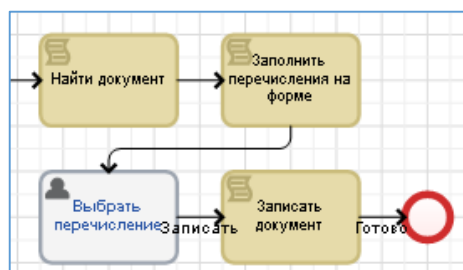 Найти документ
Заполнить
перечисления на
форме
Выбрать
перечисление
Записать
Записать
документ
Готово